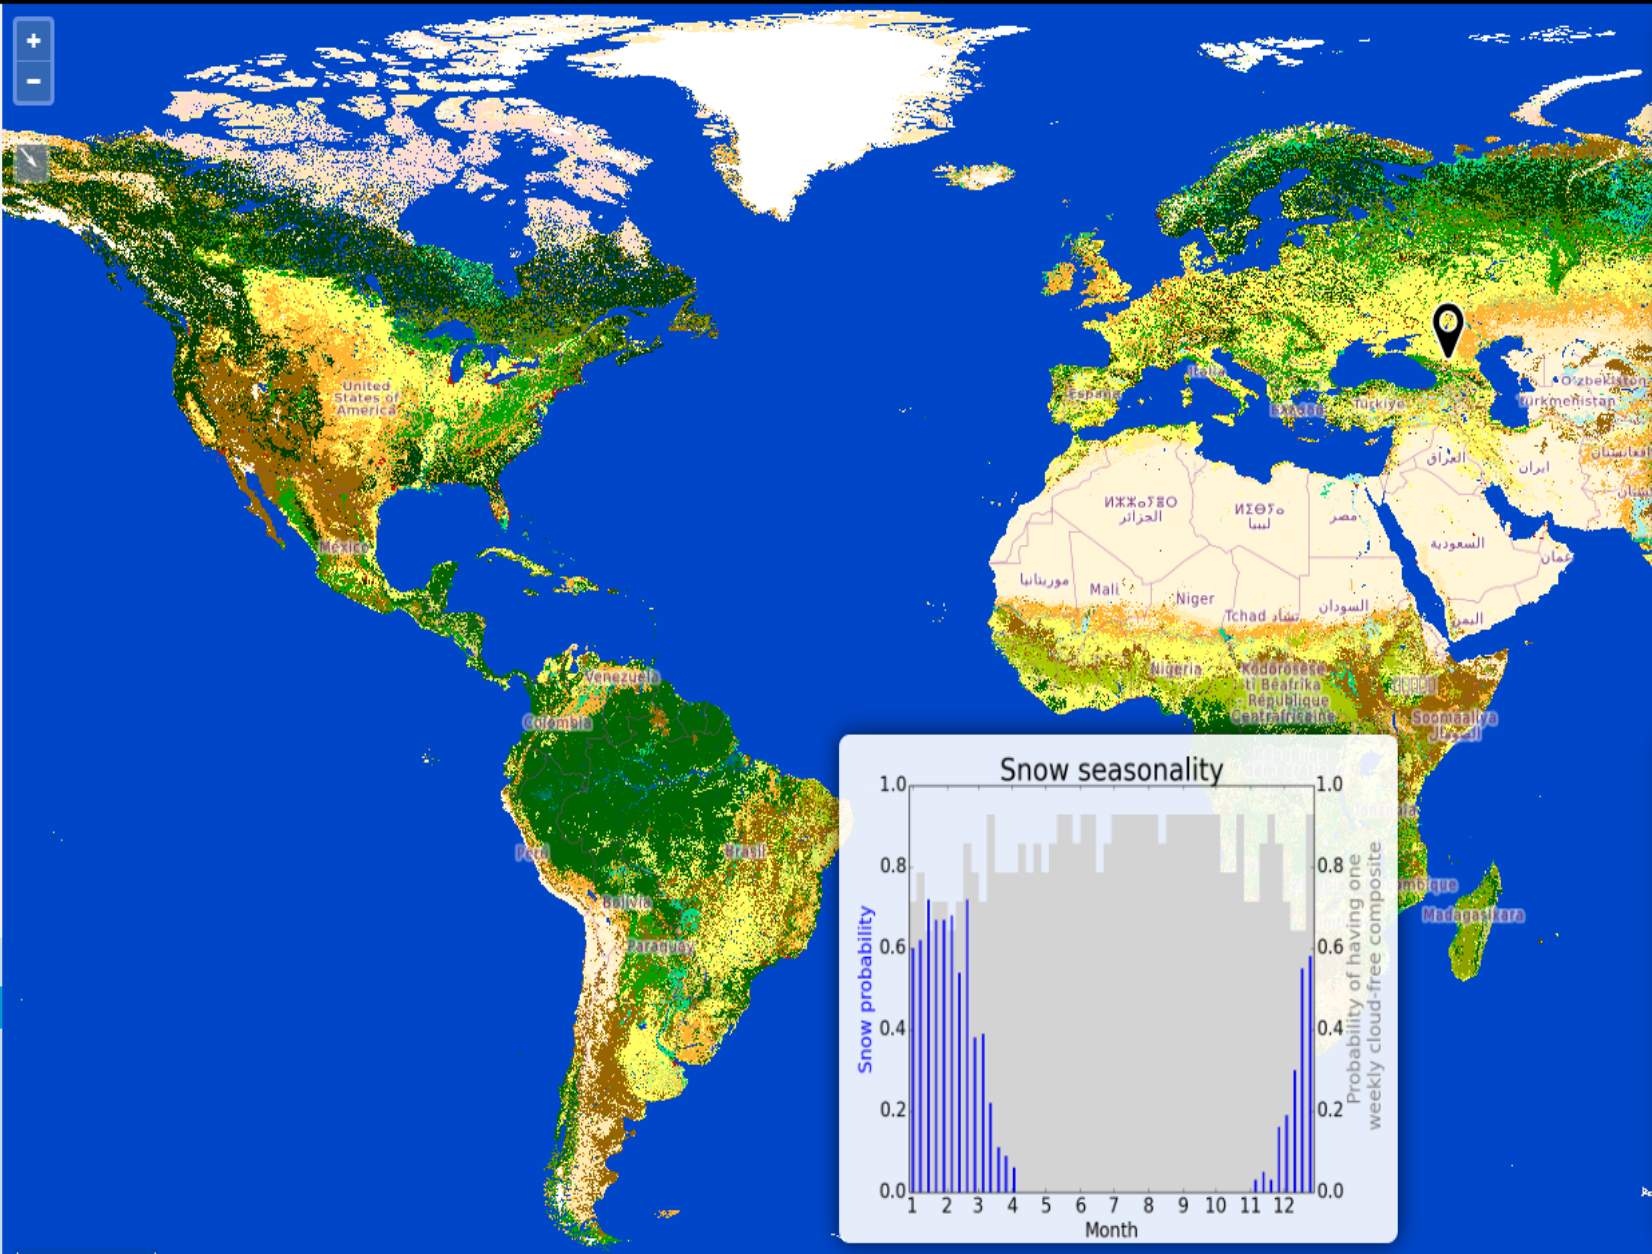 +
−
United
States of
America
México
Venezuela
Colombia
Perú
Brasil
Bolivia
Paraguay
España
Italia
Türkiye
O'zbekiston
Türkmenistan
العراق
ایران
ⵍⵣⵣⴰⵢⴻⵔ
الجزائر
ⵍⵉⴱⵢⴰ
ليبيا
مصر
السعودية
عمان
موريتانيا
Mali
Niger
Tchad تشاد
السودان
اليمن
Nigeria
Ködörösêse
tî Bêafrîka
- République
Centrafricaine
Soomaaliya
الصومال
Madagasikara
Snow seasonality
1.0
0.8
0.6
0.4
0.2
0.0
Snow probability
1.0
0.8
0.6
0.4
0.2
0.0
Probability of having one
weekly cloud-free composite
1 2 3 4 5 6 7 8 9 10 11 12
Month